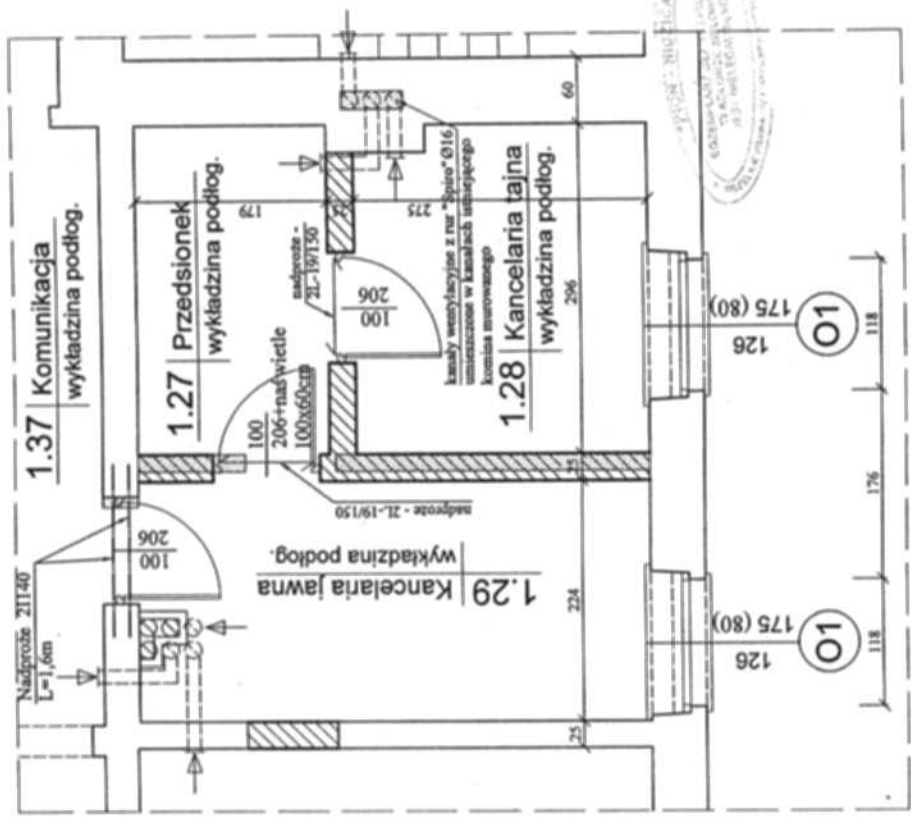 1.37 Komunikacja
wykładzina podłog.
1.27 Przedsionek
wykładzina podłog.
179
nadproże -
2L-19/150
100
206
100
206+naświetle
100x60cm
nadproże - 2L-19/150
kanały wentylacyjne z rur "Spiro" Ø16
umieszczone w kanałach istniejącego
komina murowanego
275
60
1.28 Kancelaria tajna
wykładzina podłog.
296
25
Nadproże 2I140
L=1,6m
100
206
1.29 Kancelaria jawna
wykładzina podłog.
224
25
126
175 (80)
O1
118
176
126
175 (80)
O1
118